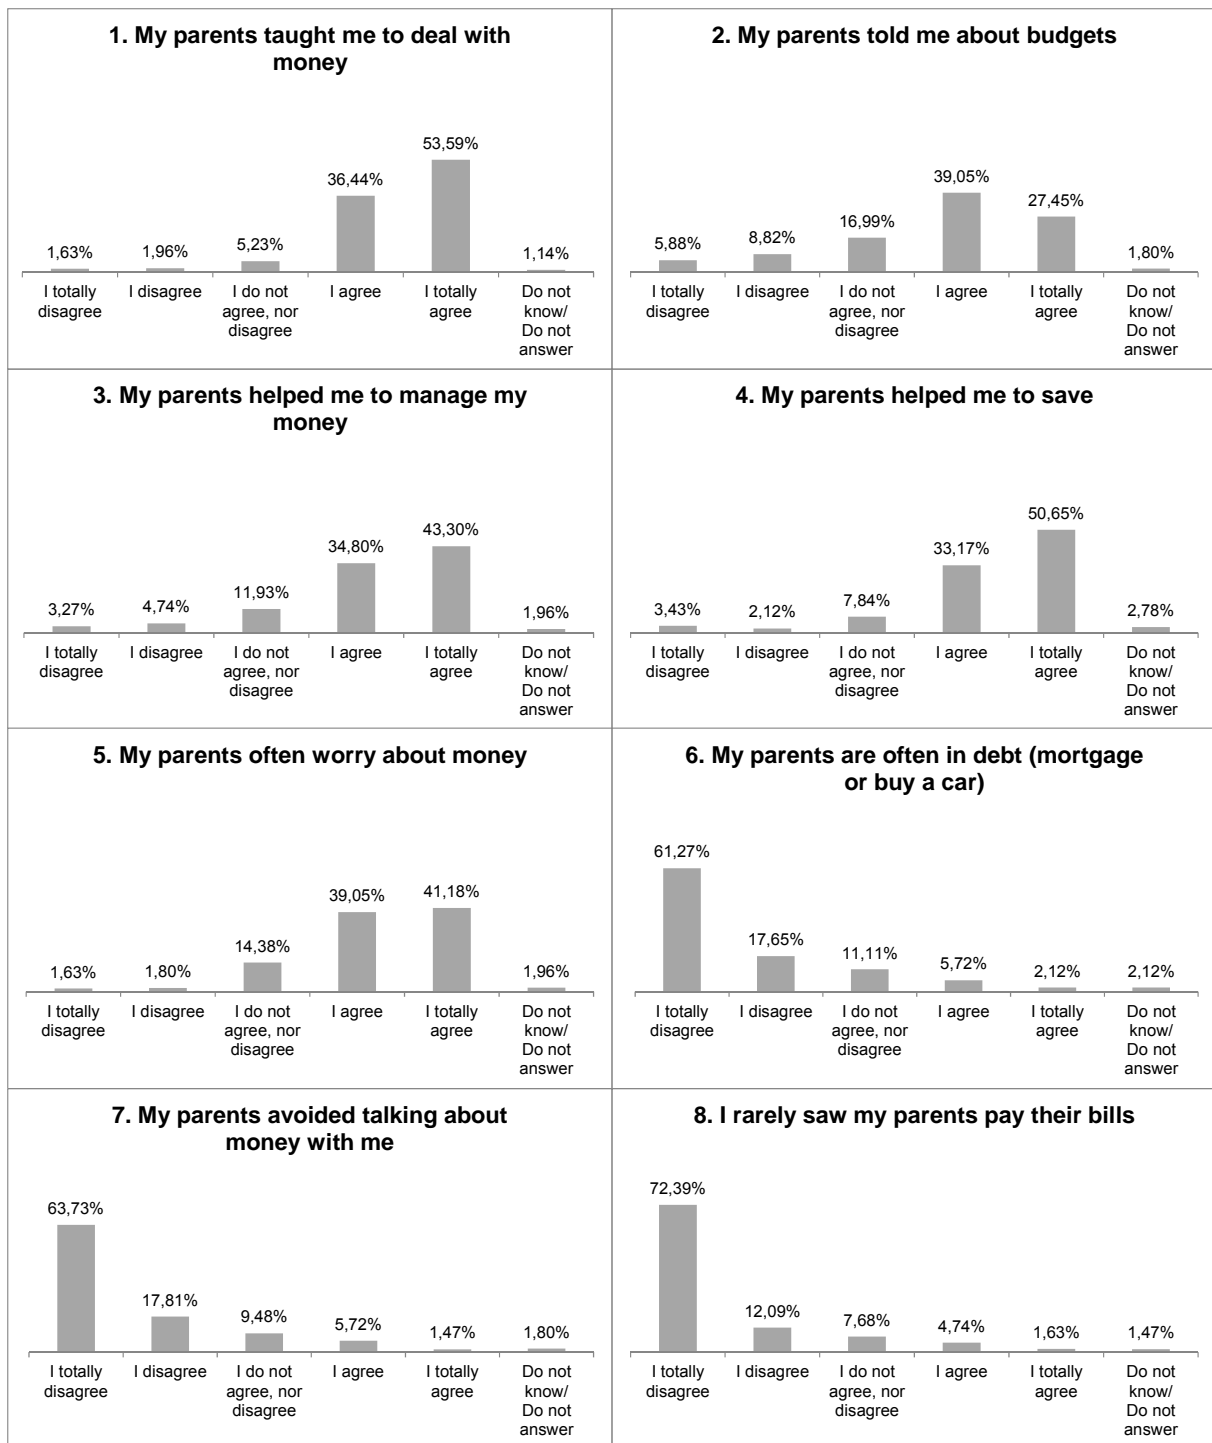 1. My parents taught me to deal with
money
53,59%
36,44%
5,23%
1,63%
1,96%
1,14%
I totally
disagree
I disagree
I do not
agree, nor
disagree
I agree
I totally
agree
Do not
know/
Do not
answer
2. My parents told me about budgets
39,05%
27,45%
16,99%
5,88%
8,82%
1,80%
I totally
disagree
I disagree
I do not
agree, nor
disagree
I agree
I totally
agree
Do not
know/
Do not
answer
3. My parents helped me to manage my
money
43,30%
34,80%
11,93%
3,27%
4,74%
1,96%
I totally
disagree
I disagree
I do not
agree, nor
disagree
I agree
I totally
agree
Do not
know/
Do not
answer
4. My parents helped me to save
50,65%
33,17%
7,84%
3,43%
2,12%
2,78%
I totally
disagree
I disagree
I do not
agree, nor
disagree
I agree
I totally
agree
Do not
know/
Do not
answer
5. My parents often worry about money
39,05%
41,18%
14,38%
1,63%
1,80%
1,96%
I totally
disagree
I disagree
I do not
agree, nor
disagree
I agree
I totally
agree
Do not
know/
Do not
answer
6. My parents are often in debt (mortgage
or buy a car)
61,27%
17,65%
11,11%
5,72%
2,12%
2,12%
I totally
disagree
I disagree
I do not
agree, nor
disagree
I agree
I totally
agree
Do not
know/
Do not
answer
7. My parents avoided talking about
money with me
63,73%
17,81%
9,48%
5,72%
1,47%
1,80%
I totally
disagree
I disagree
I do not
agree, nor
disagree
I agree
I totally
agree
Do not
know/
Do not
answer
8. I rarely saw my parents pay their bills
72,39%
12,09%
7,68%
4,74%
1,63%
1,47%
I totally
disagree
I disagree
I do not
agree, nor
disagree
I agree
I totally
agree
Do not
know/
Do not
answer